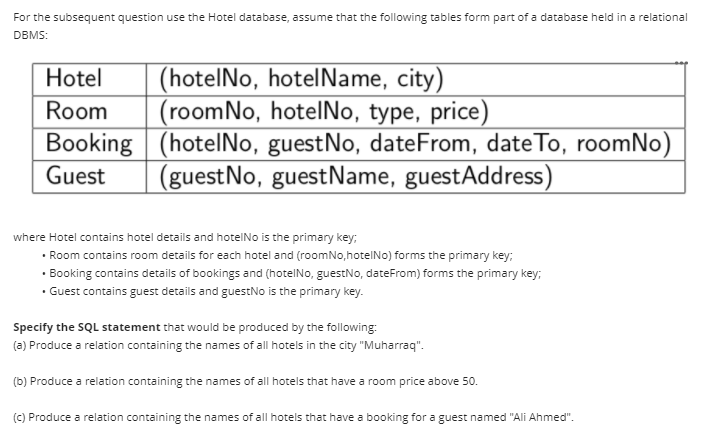 For the subsequent question use the Hotel database, assume that the following tables form part of a database held in a relational
DBMS:
Hotel (hotelNo, hotelName, city)
Room (roomNo, hotelNo, type, price)
Booking (hotelNo, guestNo, dateFrom, dateTo, roomNo)
Guest (guestNo, guestName, guestAddress)
where Hotel contains hotel details and hotelNo is the primary key;
• Room contains room details for each hotel and (roomNo,hotelNo) forms the primary key;
• Booking contains details of bookings and (hotelNo, guestNo, dateFrom) forms the primary key;
• Guest contains guest details and guestNo is the primary key.
Specify the SQL statement that would be produced by the following:
(a) Produce a relation containing the names of all hotels in the city "Muharraq".
(b) Produce a relation containing the names of all hotels that have a room price above 50.
(c) Produce a relation containing the names of all hotels that have a booking for a guest named "Ali Ahmed".